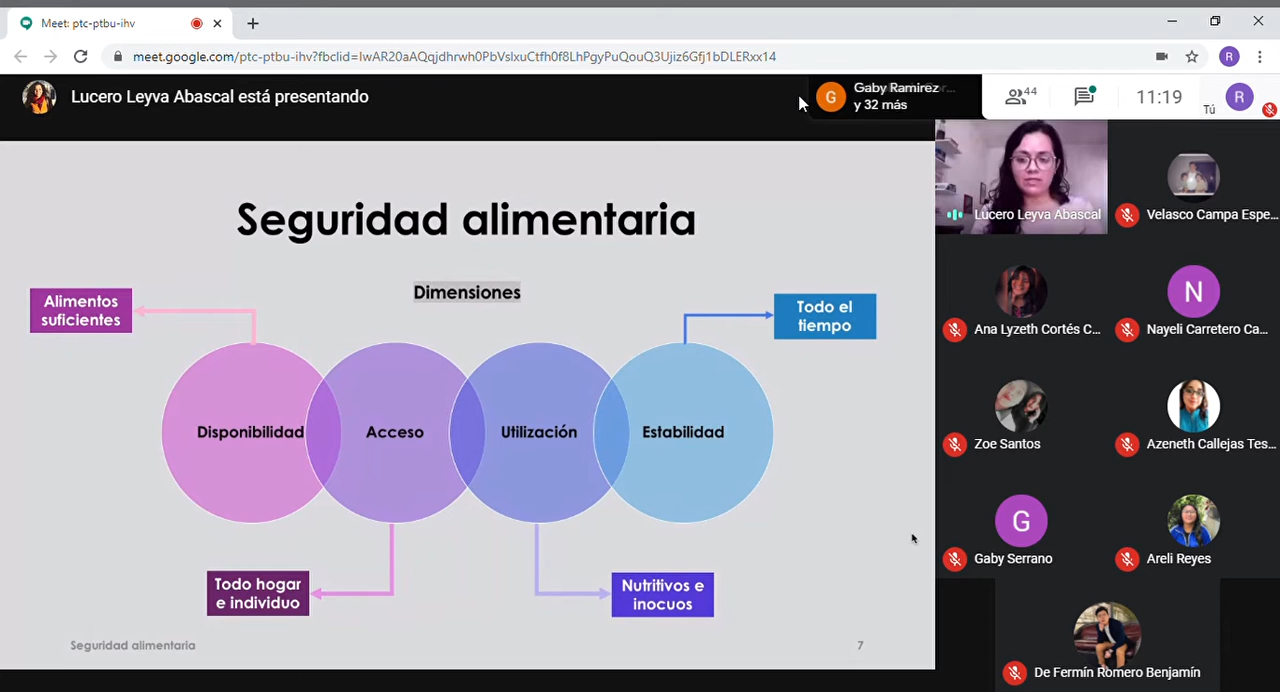 Meet: ptc-ptbu-ihv
meet.google.com/ptc-ptbu-ihv?fbclid=IwAR20aAQqjdhrwh0PbVslxuCtfh0f8LhPgyPuQouQ3Ujiz6Gfj1bDLERxx14
R
Lucero Leyva Abascal está presentando
G
Gaby Ramirez
y 32 más
44
11:19
Tú
R
Seguridad alimentaria
Dimensiones
Alimentos
suficientes
Todo el
tiempo
Disponibilidad
Acceso
Utilización
Estabilidad
Todo hogar
e individuo
Nutritivos e
inocuos
Seguridad alimentaria
7
Lucero Leyva Abascal
Velasco Campa Espe...
Ana Lyzeth Cortés C...
N
Nayeli Carretero Ca...
Zoe Santos
Azeneth Callejas Tes...
G
Gaby Serrano
Areli Reyes
De Fermín Romero Benjamín